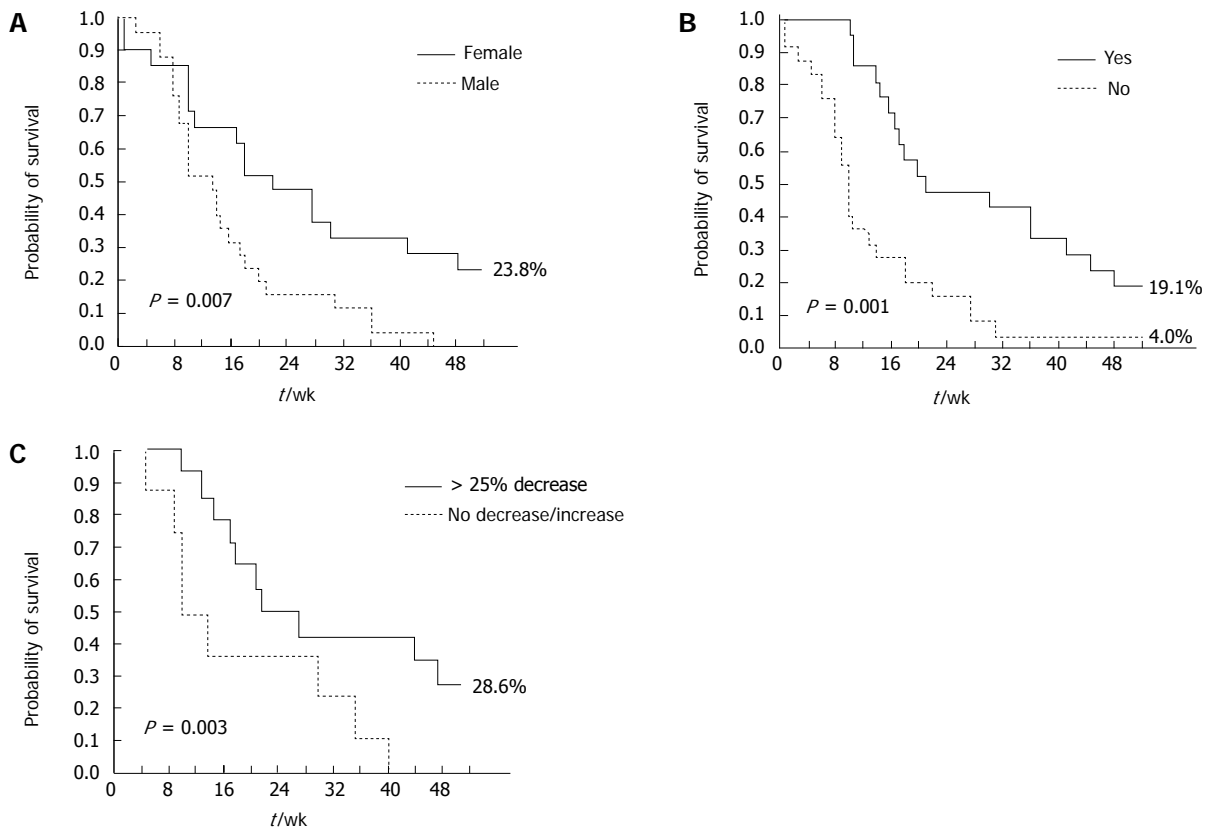 A
1.0
0.9
0.8
0.7
0.6
0.5
0.4
0.3
0.2
0.1
0.0
Probability of survival
Female
Male
23.8%
P = 0.007
0 8 16 24 32 40 48
t/wk
B
1.0
0.9
0.8
0.7
0.6
0.5
0.4
0.3
0.2
0.1
0.0
Probability of survival
Yes
No
19.1%
P = 0.001
4.0%
0 8 16 24 32 40 48
t/wk
C
1.0
0.9
0.8
0.7
0.6
0.5
0.4
0.3
0.2
0.1
0.0
Probability of survival
> 25% decrease
No decrease/increase
28.6%
P = 0.003
0 8 16 24 32 40 48
t/wk